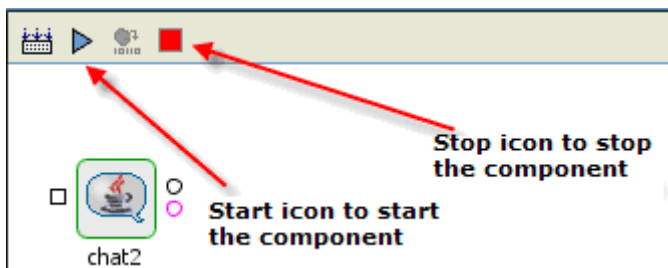 Stop icon to stop
the component
Start icon to start
the component
chat2